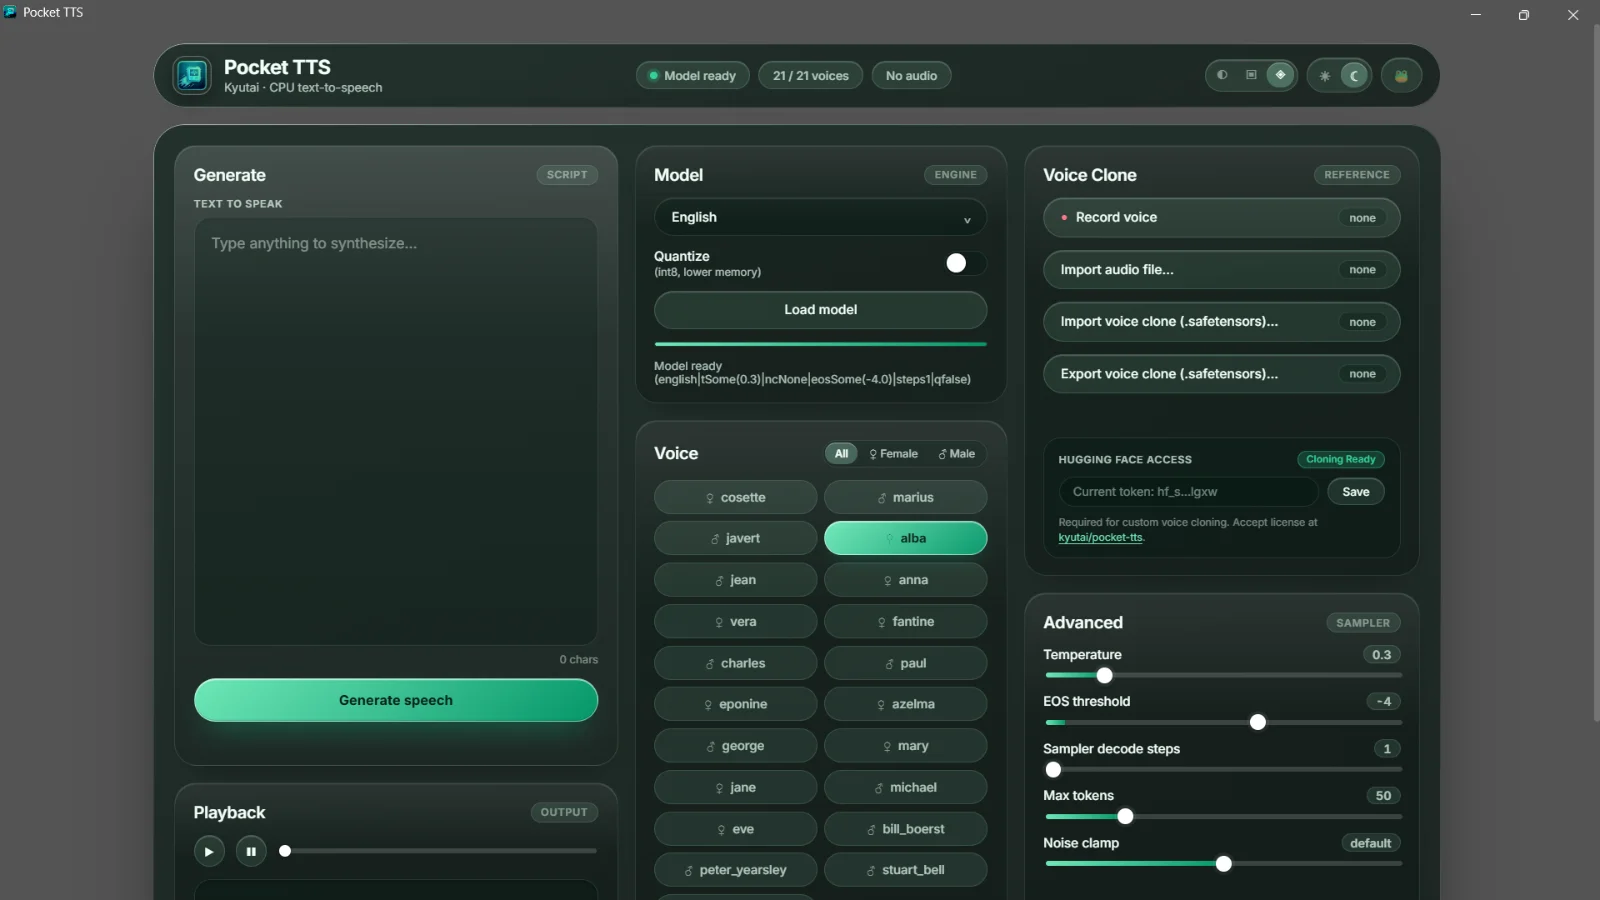 Pocket TTS
Pocket TTS
Kyutai · CPU text-to-speech
Model ready
21 / 21 voices
No audio
Generate
SCRIPT
TEXT TO SPEAK
Type anything to synthesize...
0 chars
Generate speech
Playback
OUTPUT
Model
ENGINE
English
Quantize
(int8, lower memory)
Load model
Model ready
(english|tSome(0.3)|ncNone|eosSome(-4.0)|steps1|qfalse)
Voice
All
♀ Female
♂ Male
♀ cosette
♂ marius
♂ javert
alba
♂ jean
♀ anna
♀ vera
♀ fantine
♂ charles
♂ paul
♀ eponine
♀ azelma
♂ george
♀ mary
♀ jane
♂ michael
♀ eve
♂ bill_boerst
♂ peter_yearsley
♂ stuart_bell
Voice Clone
REFERENCE
Record voice
none
Import audio file...
none
Import voice clone (.safetensors)...
none
Export voice clone (.safetensors)...
none
HUGGING FACE ACCESS
Cloning Ready
Current token: hf_s...lgxw
Save
Required for custom voice cloning. Accept license at
kyutai/pocket-tts.
Advanced
SAMPLER
Temperature
0.3
EOS threshold
-4
Sampler decode steps
1
Max tokens
50
Noise clamp
default